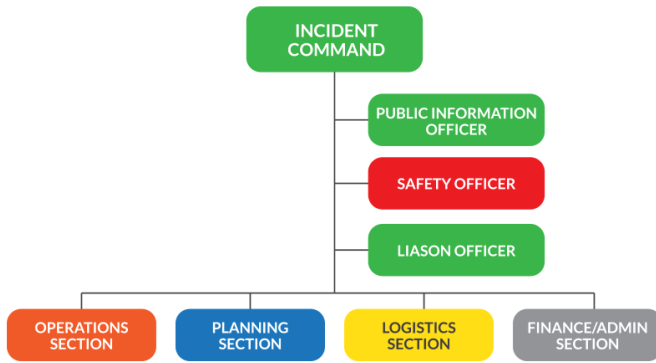 INCIDENT
COMMAND
PUBLIC INFORMATION
OFFICER
SAFETY OFFICER
LIASON OFFICER
OPERATIONS
SECTION
PLANNING
SECTION
LOGISTICS
SECTION
FINANCE/ADMIN
SECTION